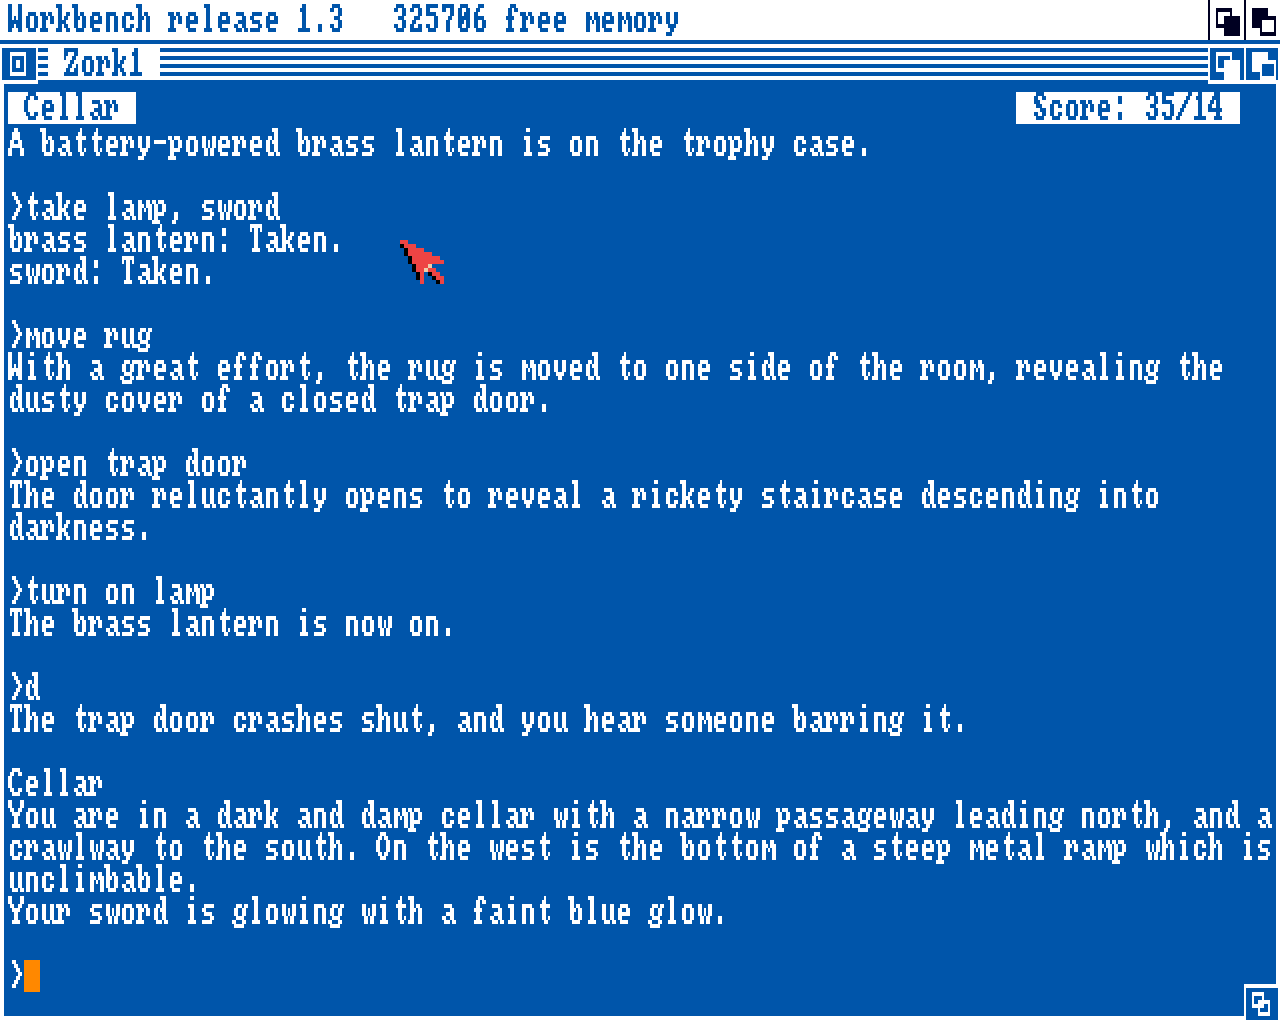 Workbench release 1.3   325706 free memory
Zork1
Cellar Score: 35/14
A battery-powered brass lantern is on the trophy case.
>take lamp, sword
brass lantern: Taken.
sword: Taken.
>move rug
With a great effort, the rug is moved to one side of the room, revealing the
dusty cover of a closed trap door.
>open trap door
The door reluctantly opens to reveal a rickety staircase descending into
darkness.
>turn on lamp
The brass lantern is now on.
>d
The trap door crashes shut, and you hear someone barring it.
Cellar
You are in a dark and damp cellar with a narrow passageway leading north, and a
crawlway to the south. On the west is the bottom of a steep metal ramp which is
unclimbable.
Your sword is glowing with a faint blue glow.
>